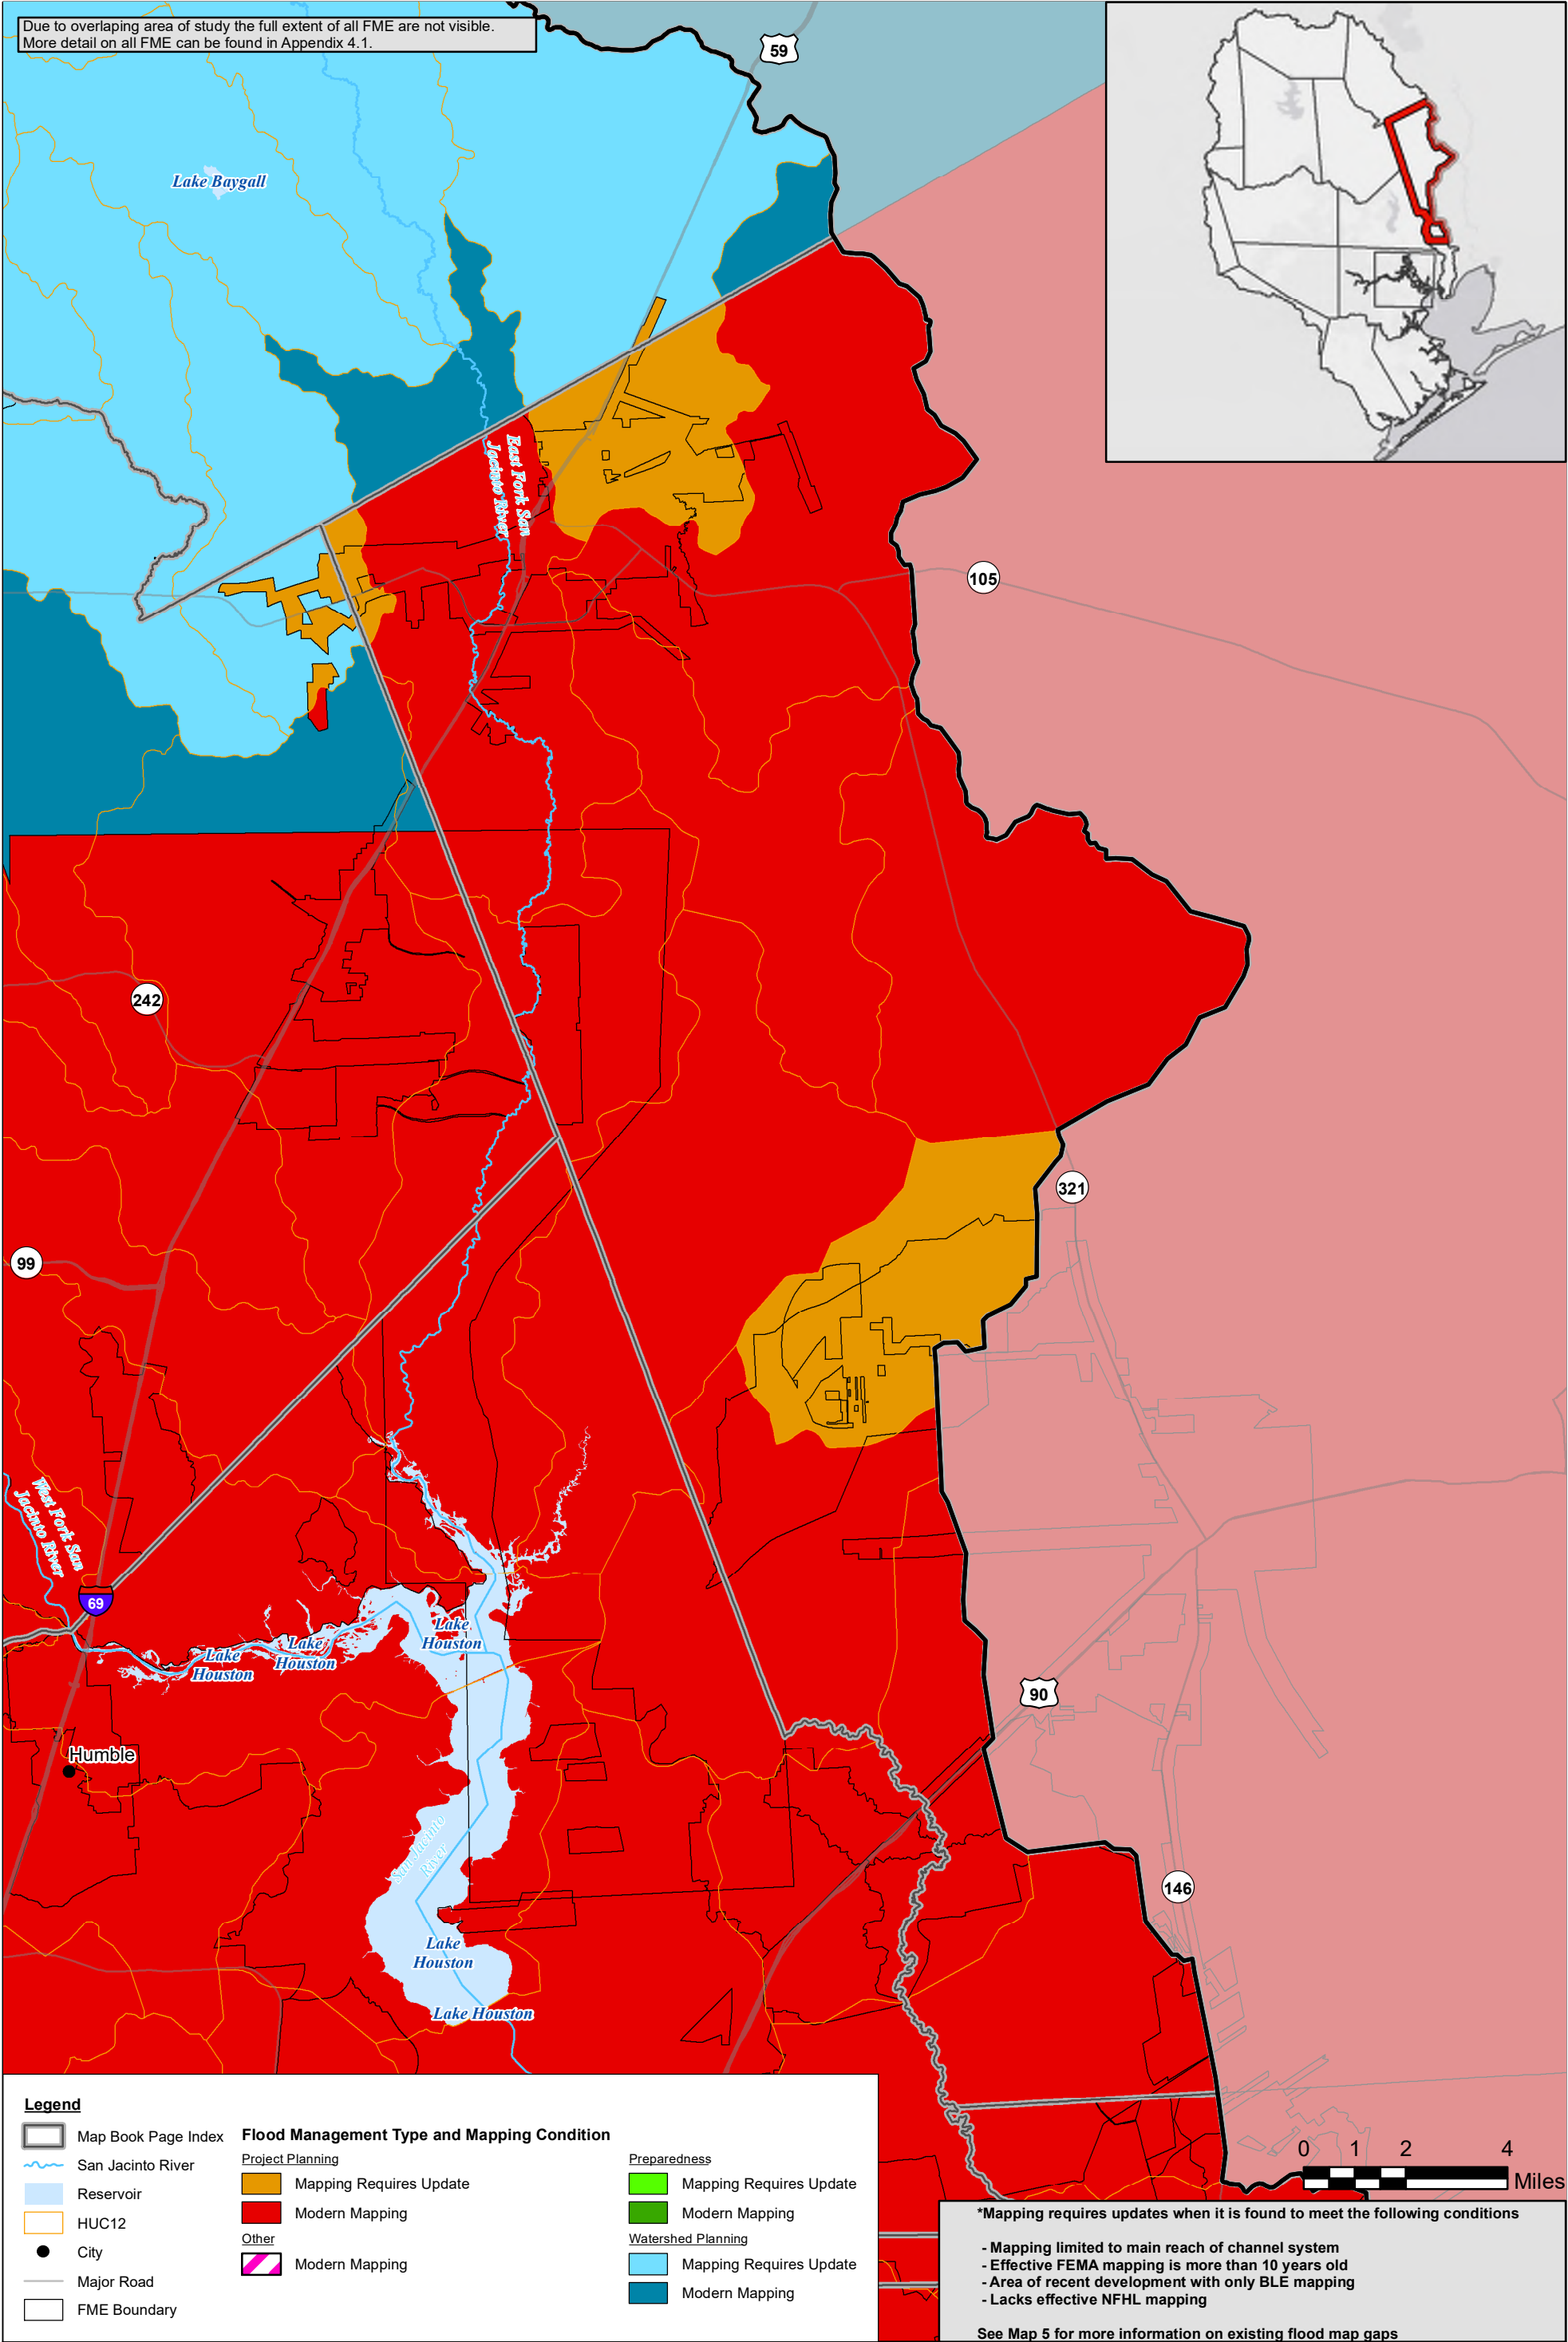 Due to overlaping area of study the full extent of all FME are not visible.
More detail on all FME can be found in Appendix 4.1.
59
Lake Baygall
East Fork San
Jacinto River
105
242
321
99
West Fork San
Jacinto River
69
Lake
Houston
Lake
Houston
Lake
Houston
90
Humble
San Jacinto
River
146
Lake
Houston
Lake Houston
Legend
Map Book Page Index
San Jacinto River
Reservoir
HUC12
City
Major Road
FME Boundary
Flood Management Type and Mapping Condition
Project Planning
Mapping Requires Update
Modern Mapping
Other
Modern Mapping
Preparedness
Mapping Requires Update
Modern Mapping
Watershed Planning
Mapping Requires Update
Modern Mapping
0 1 2 4
Miles
*Mapping requires updates when it is found to meet the following conditions
- Mapping limited to main reach of channel system
- Effective FEMA mapping is more than 10 years old
- Area of recent development with only BLE mapping
- Lacks effective NFHL mapping
See Map 5 for more information on existing flood map gaps